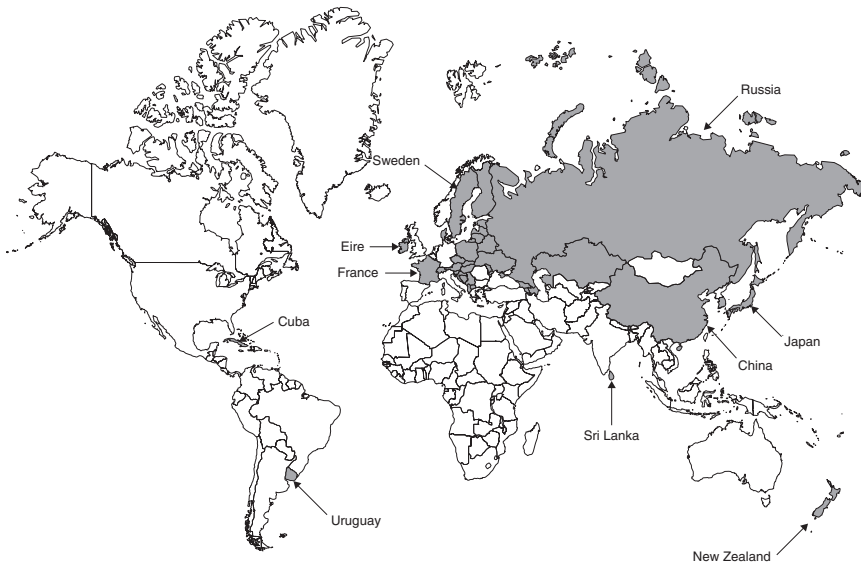 Russia
Sweden
Eire
France
Cuba
Japan
China
Sri Lanka
Uruguay
New Zealand